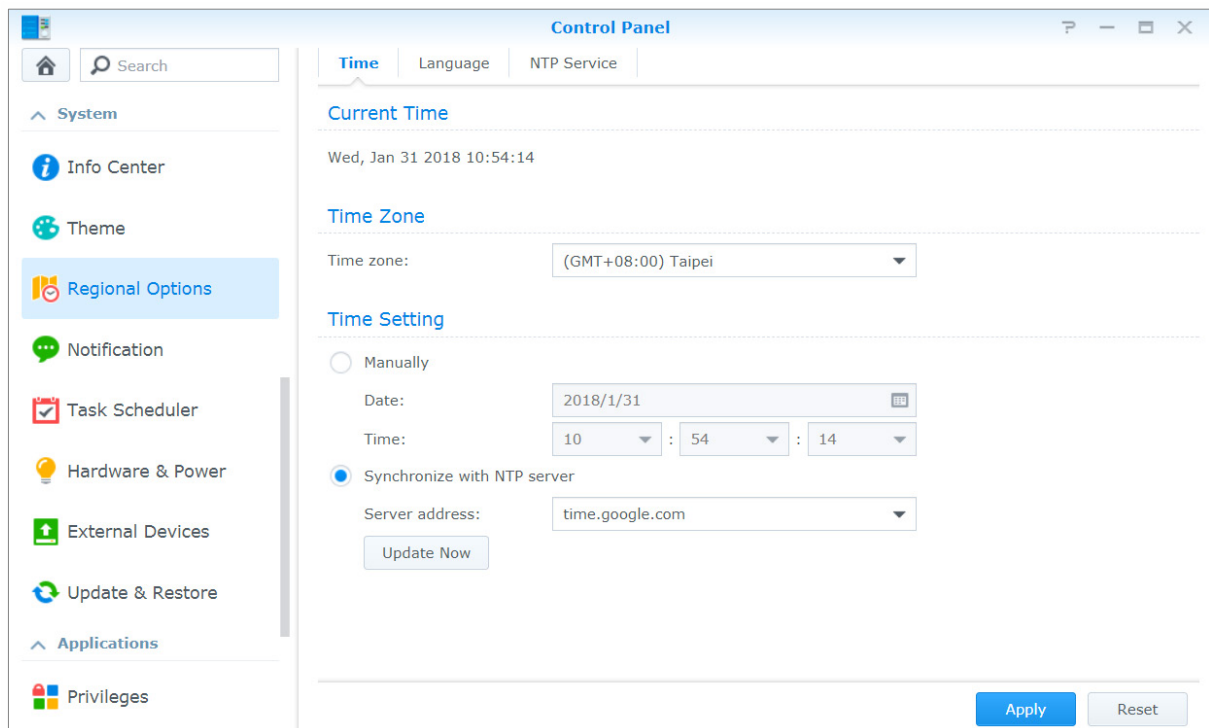 Control Panel
Search
Time Language NTP Service
System
Current Time
Wed, Jan 31 2018 10:54:14
Info Center
Theme
Time Zone
Time zone: (GMT+08:00) Taipei
Regional Options
Time Setting
Notification
Manually
Date: 2018/1/31
Task Scheduler
Time: 10 : 54 : 14
Hardware & Power
Synchronize with NTP server
Server address: time.google.com
External Devices
Update Now
Update & Restore
Applications
Privileges
Apply Reset